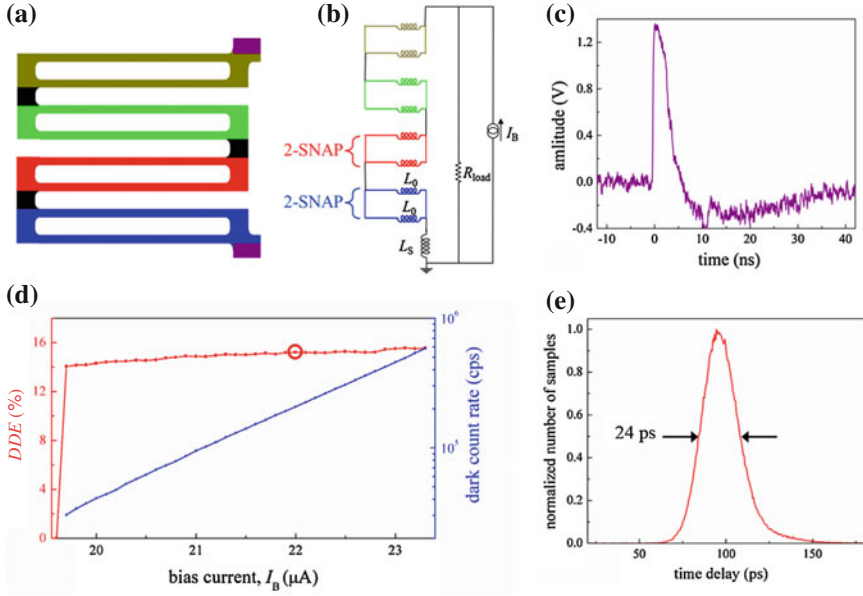 (a)
(b)
2-SNAP
2-SNAP
L0
L0
LS
Rload
IB
(c)
1.2
0.8
0.4
0.0
-0.4
amlitude (V)
-10 0 10 20 30 40
time (ns)
(d)
16
12
8
4
0
DDE (%)
10^6
10^5
dark count rate (cps)
20 21 22 23
bias current, IB (μA)
(e)
1.0
0.8
0.6
0.4
0.2
0.0
normalized number of samples
24 ps
50 100 150
time delay (ps)